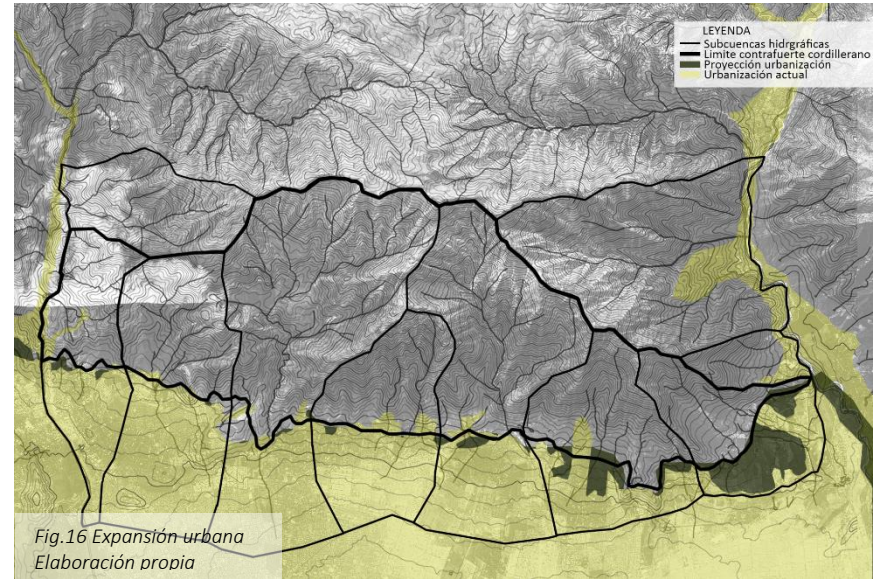 LEYENDA
Subcuencas hidrgráficas
Limite contrafuerte cordillerano
Proyección urbanización
Urbanización actual
Fig.16 Expansión urbana
Elaboración propia